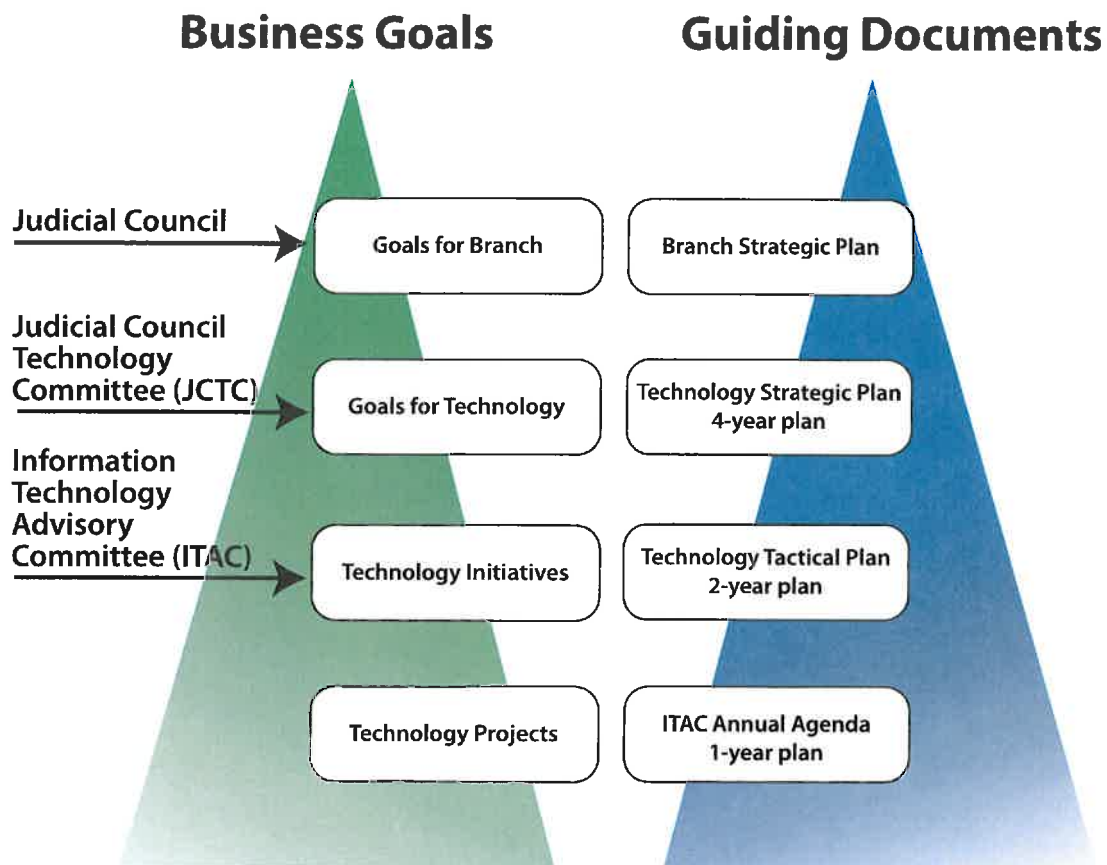 Business Goals
Guiding Documents
Judicial Council
Goals for Branch
Branch Strategic Plan
Judicial Council
Technology
Committee (JCTC)
Goals for Technology
Technology Strategic Plan
4-year plan
Information
Technology
Advisory
Committee (ITAC)
Technology Initiatives
Technology Tactical Plan
2-year plan
Technology Projects
ITAC Annual Agenda
1-year plan